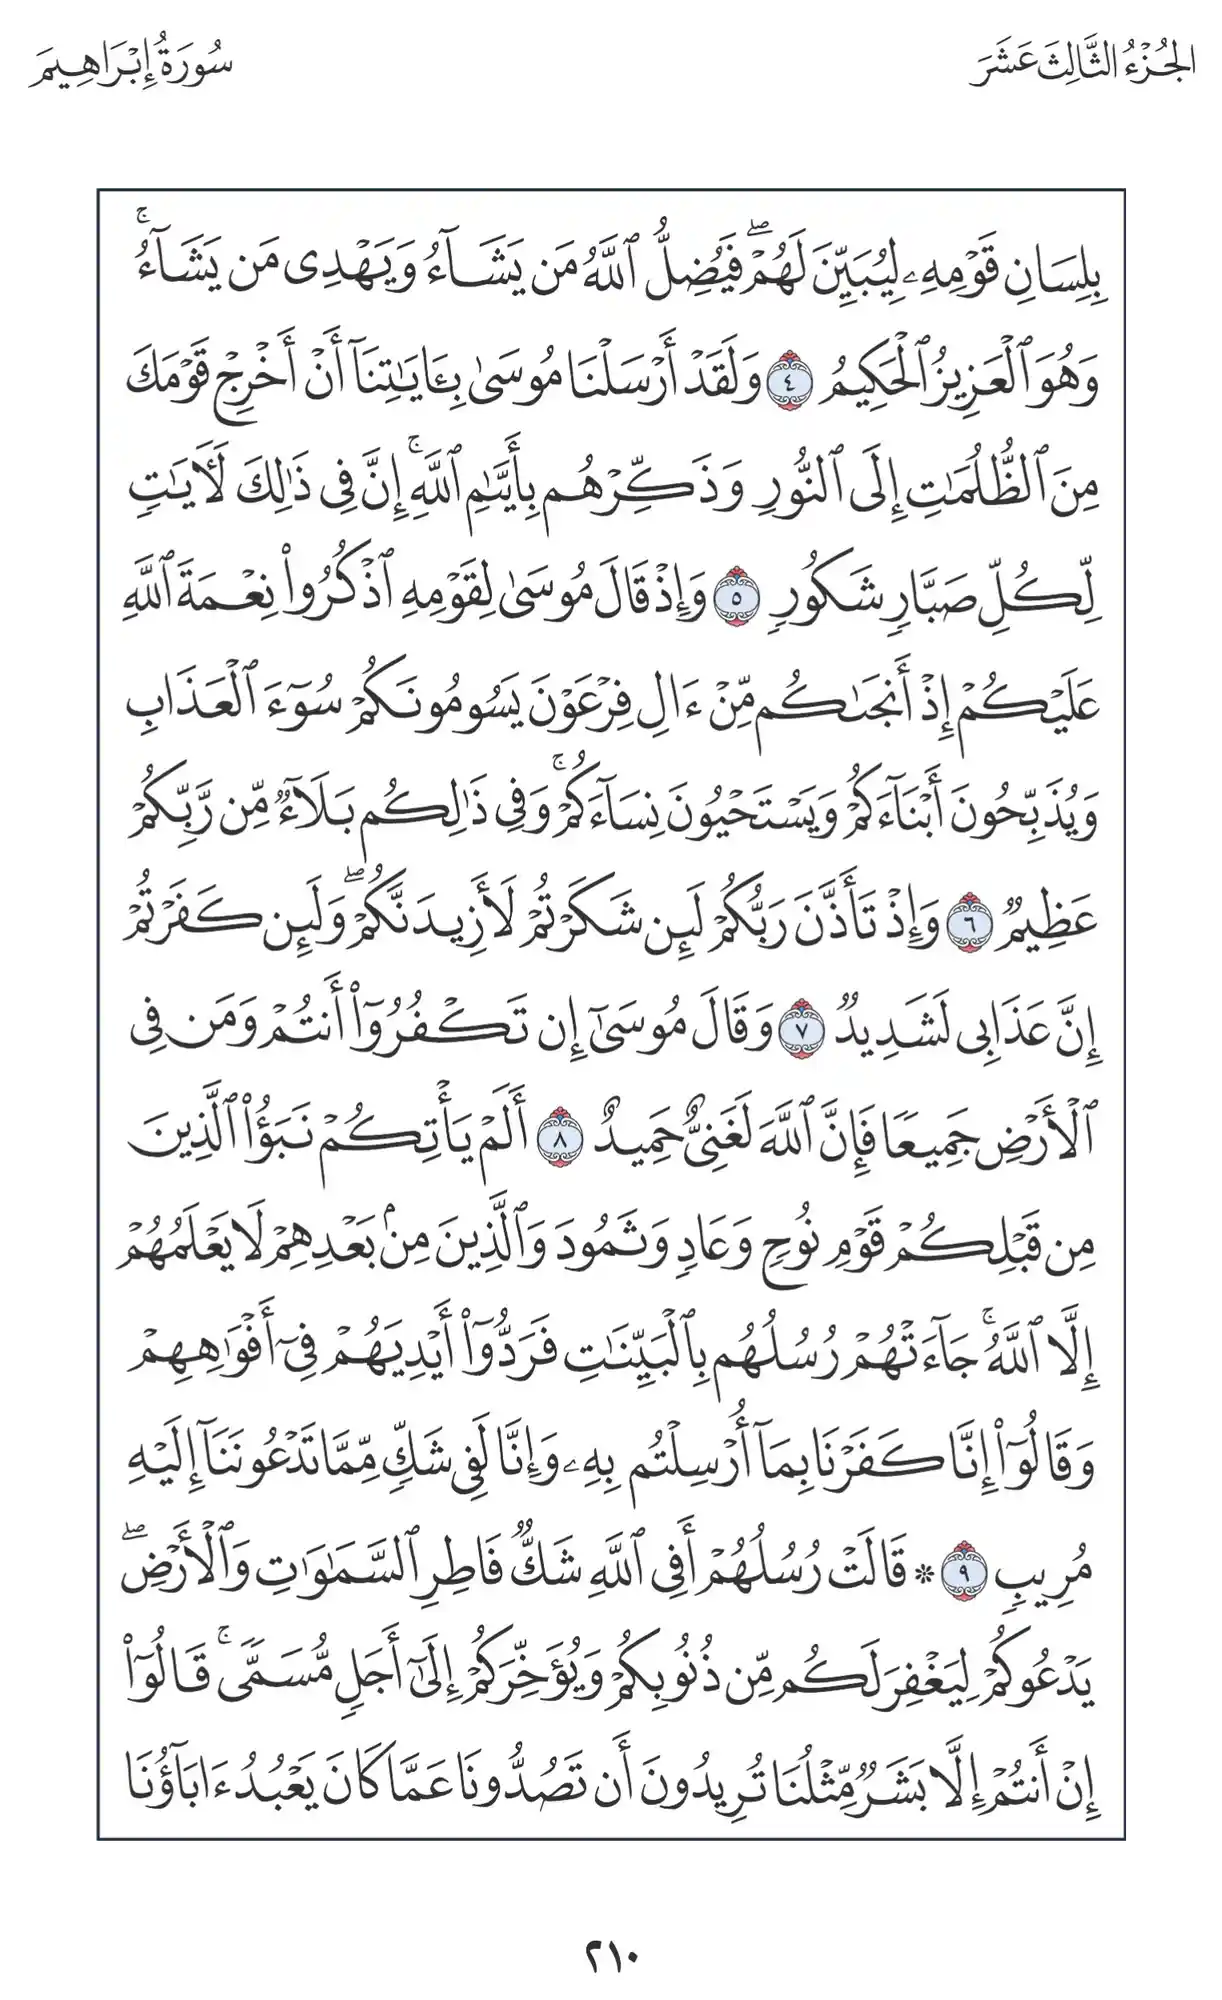 الجُزْءُ الثَّالِثَ عَشَرَ
سُورَةُ إِبْرَاهِيمَ
بِلِسَانِ قَوْمِهِۦ لِيُبَيِّنَ لَهُمْۖ فَيُضِلُّ ٱللَّهُ مَن يَشَآءُ وَيَهْدِى مَن يَشَآءُۚ
وَهُوَ ٱلْعَزِيزُ ٱلْحَكِيمُ ٤ وَلَقَدْ أَرْسَلْنَا مُوسَىٰ بِـَٔايَـٰتِنَآ أَنْ أَخْرِجْ قَوْمَكَ
مِنَ ٱلظُّلُمَـٰتِ إِلَى ٱلنُّورِ وَذَكِّرْهُم بِأَيَّىٰمِ ٱللَّهِۚ إِنَّ فِى ذَٰلِكَ لَـَٔايَـٰتٍ
لِّكُلِّ صَبَّارٍ شَكُورٍ ٥ وَإِذْ قَالَ مُوسَىٰ لِقَوْمِهِ ٱذْكُرُوا۟ نِعْمَةَ ٱللَّهِ
عَلَيْكُمْ إِذْ أَنجَىٰكُم مِّنْ ءَالِ فِرْعَوْنَ يَسُومُونَكُمْ سُوٓءَ ٱلْعَذَابِ
وَيُذَبِّحُونَ أَبْنَآءَكُمْ وَيَسْتَحْيُونَ نِسَآءَكُمْۚ وَفِى ذَٰلِكُم بَلَآءٌ مِّن رَّبِّكُمْ
عَظِيمٌ ٦ وَإِذْ تَأَذَّنَ رَبُّكُمْ لَئِن شَكَرْتُمْ لَأَزِيدَنَّكُمْۖ وَلَئِن كَفَرْتُمْ
إِنَّ عَذَابِى لَشَدِيدٌ ٧ وَقَالَ مُوسَىٰٓ إِن تَكْفُرُوٓا۟ أَنتُمْ وَمَن فِى
ٱلْأَرْضِ جَمِيعًا فَإِنَّ ٱللَّهَ لَغَنِىٌّ حَمِيدٌ ٨ أَلَمْ يَأْتِكُمْ نَبَؤُا۟ ٱلَّذِينَ
مِن قَبْلِكُمْ قَوْمِ نُوحٍ وَعَادٍ وَثَمُودَ وَٱلَّذِينَ مِنۢ بَعْدِهِمْ لَا يَعْلَمُهُمْ
إِلَّا ٱللَّهُۚ جَآءَتْهُمْ رُسُلُهُم بِٱلْبَيِّنَـٰتِ فَرَدُّوٓا۟ أَيْدِيَهُمْ فِىٓ أَفْوَٰهِهِمْ
وَقَالُوٓا۟ إِنَّا كَفَرْنَا بِمَآ أُرْسِلْتُم بِهِۦ وَإِنَّا لَفِى شَكٍّ مِّمَّا تَدْعُونَنَآ إِلَيْهِ
مُرِيبٍ ٩ ۞ قَالَتْ رُسُلُهُمْ أَفِى ٱللَّهِ شَكٌّ فَاطِرِ ٱلسَّمَـٰوَٰتِ وَٱلْأَرْضِۖ
يَدْعُوكُمْ لِيَغْفِرَ لَكُم مِّن ذُنُوبِكُمْ وَيُؤَخِّرَكُمْ إِلَىٰٓ أَجَلٍ مُّسَمًّىۚ قَالُوٓا۟
إِنْ أَنتُمْ إِلَّا بَشَرٌ مِّثْلُنَا تُرِيدُونَ أَن تَصُدُّونَا عَمَّا كَانَ يَعْبُدُ ءَابَآؤُنَا
٢١٠